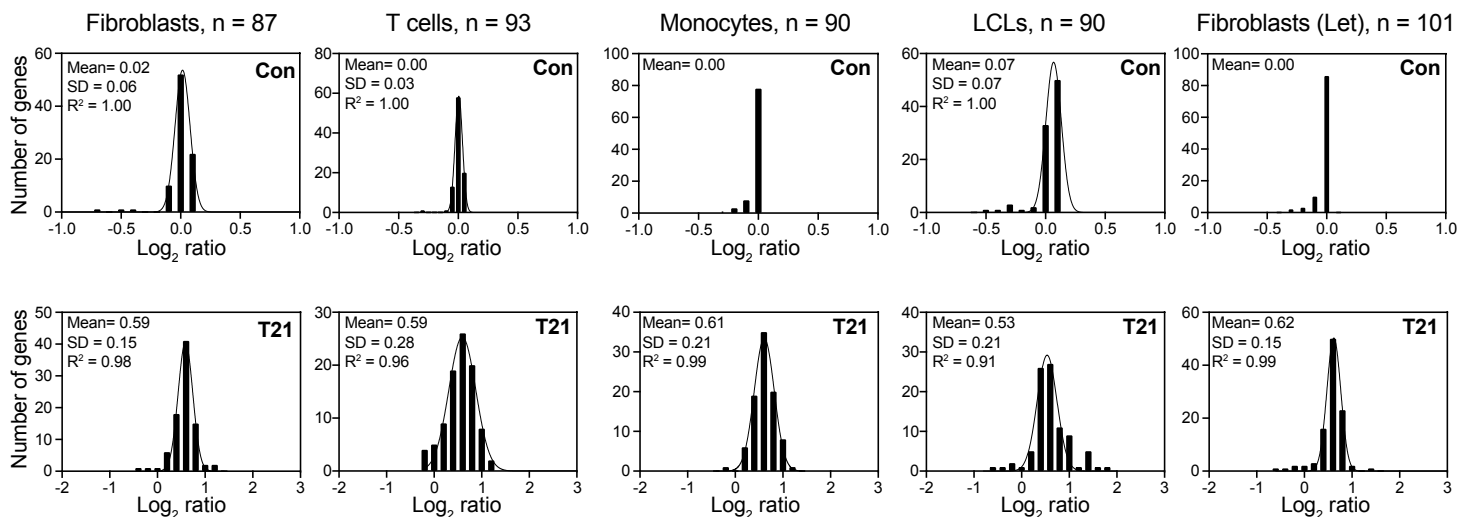 Fibroblasts, n = 87
T cells, n = 93
Monocytes, n = 90
LCLs, n = 90
Fibroblasts (Let), n = 101
Number of genes
60
40
20
0
Mean= 0.02
SD = 0.06
R² = 1.00
Con
-1.0 -0.5 0.0 0.5 1.0
Log₂ ratio
80
60
40
20
0
Mean= 0.00
SD = 0.03
R² = 1.00
Con
-1.0 -0.5 0.0 0.5 1.0
Log₂ ratio
100
80
60
40
20
0
Mean= 0.00
Con
-1.0 -0.5 0.0 0.5 1.0
Log₂ ratio
60
40
20
0
Mean= 0.07
SD = 0.07
R² = 1.00
Con
-1.0 -0.5 0.0 0.5 1.0
Log₂ ratio
100
80
60
40
20
0
Mean= 0.00
Con
-1.0 -0.5 0.0 0.5 1.0
Log₂ ratio
Number of genes
50
40
30
20
10
0
Mean= 0.59
SD = 0.15
R² = 0.98
T21
-2 -1 0 1 2 3
Log₂ ratio
30
20
10
0
Mean= 0.59
SD = 0.28
R² = 0.96
T21
-2 -1 0 1 2 3
Log₂ ratio
40
30
20
10
0
Mean= 0.61
SD = 0.21
R² = 0.99
T21
-2 -1 0 1 2 3
Log₂ ratio
40
30
20
10
0
Mean= 0.53
SD = 0.21
R² = 0.91
T21
-2 -1 0 1 2 3
Log₂ ratio
60
40
20
0
Mean= 0.62
SD = 0.15
R² = 0.99
T21
-2 -1 0 1 2 3
Log₂ ratio